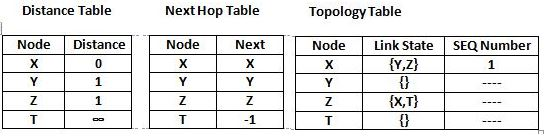 Distance Table Next Hop Table Topology Table
Node Distance Node Next Node Link State SEQ Number
X 0 X X X {Y,Z} 1
Y 1 Y Y Y {} ----
Z 1 Z Z Z {X,T} ----
T ∞ T -1 T {} ----